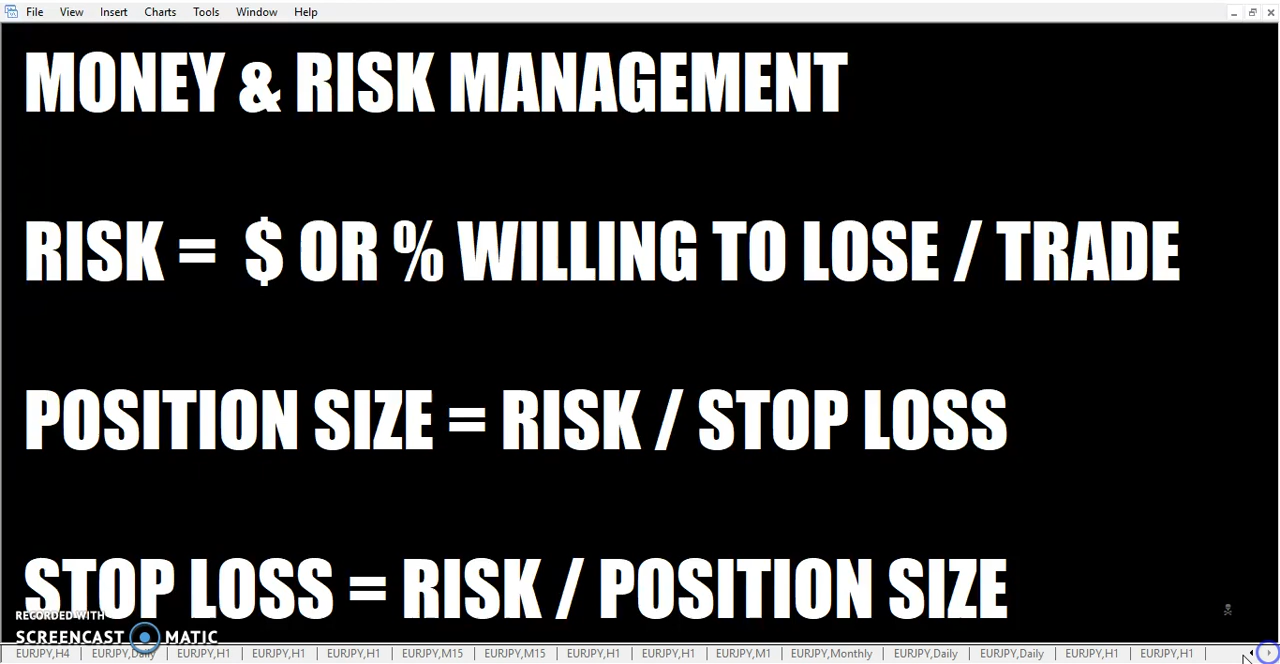 File View Insert Charts Tools Window Help
MONEY & RISK MANAGEMENT
RISK = $ OR % WILLING TO LOSE / TRADE
POSITION SIZE = RISK / STOP LOSS
STOP LOSS = RISK / POSITION SIZE
RECORDED WITH
SCREENCAST MATIC
EURJPY,H4 EURJPY,Daily EURJPY,H1 EURJPY,H1 EURJPY,H1 EURJPY,M15 EURJPY,M15 EURJPY,H1 EURJPY,H1 EURJPY,M1 EURJPY,Monthly EURJPY,Daily EURJPY,Daily EURJPY,H1 EURJPY,H1